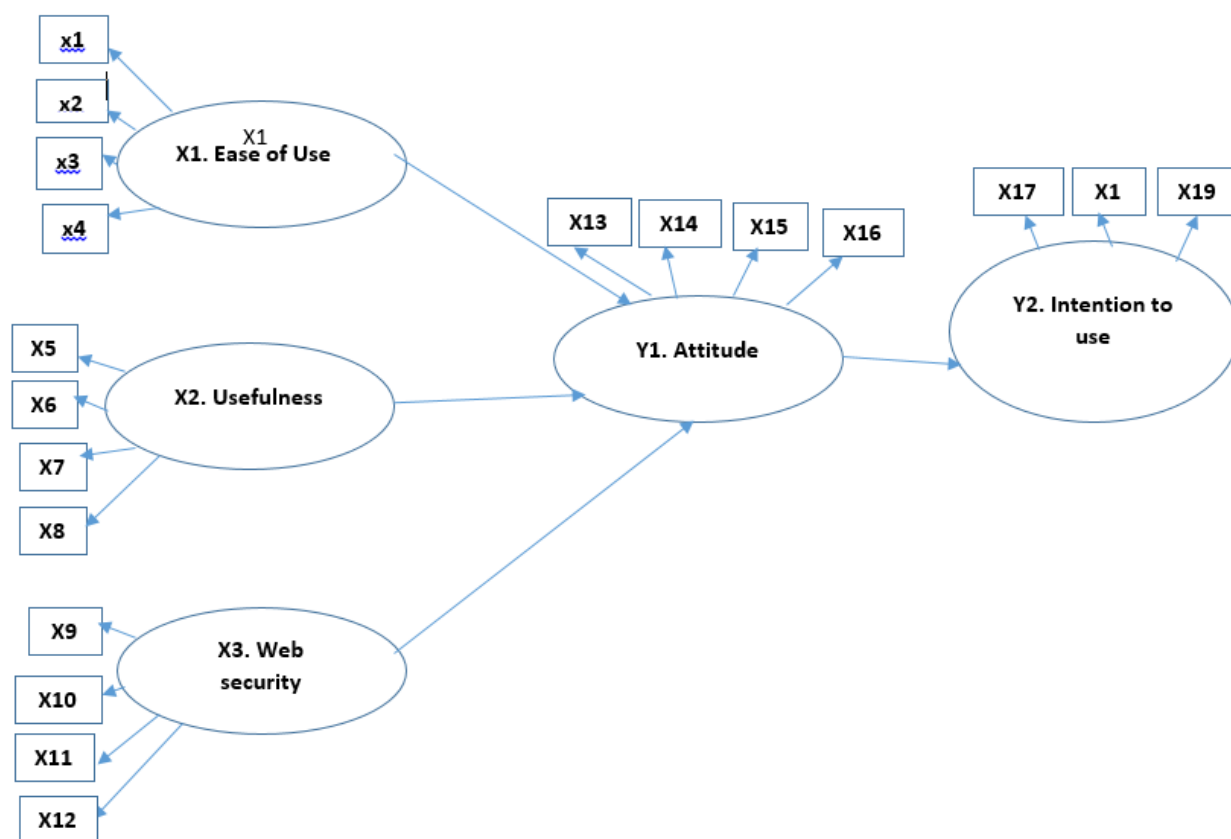 x1
x2
x3
x4
X1
X1. Ease of Use
X13
X14
X15
X16
X17
X1
X19
Y2. Intention to
use
Y1. Attitude
X5
X6
X7
X8
X2. Usefulness
X9
X10
X11
X12
X3. Web
security